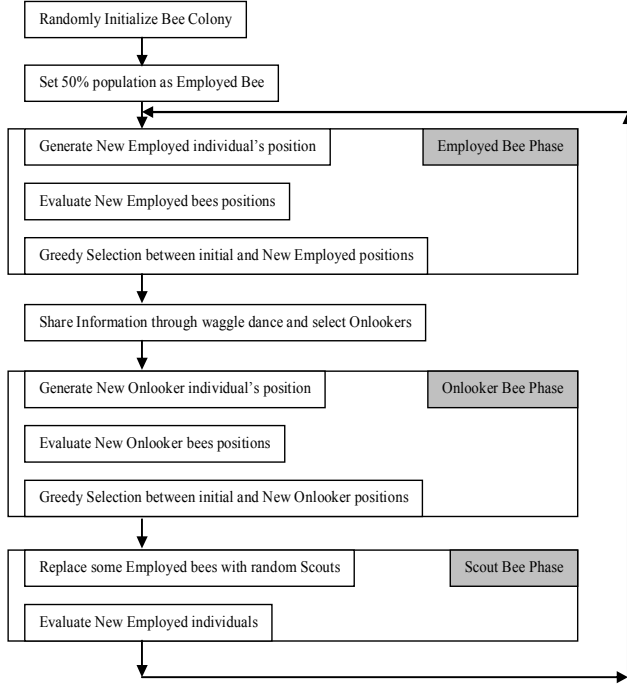 Randomly Initialize Bee Colony
Set 50% population as Employed Bee
Generate New Employed individual's position
Employed Bee Phase
Evaluate New Employed bees positions
Greedy Selection between initial and New Employed positions
Share Information through waggle dance and select Onlookers
Generate New Onlooker individual's position
Onlooker Bee Phase
Evaluate New Onlooker bees positions
Greedy Selection between initial and New Onlooker positions
Replace some Employed bees with random Scouts
Scout Bee Phase
Evaluate New Employed individuals